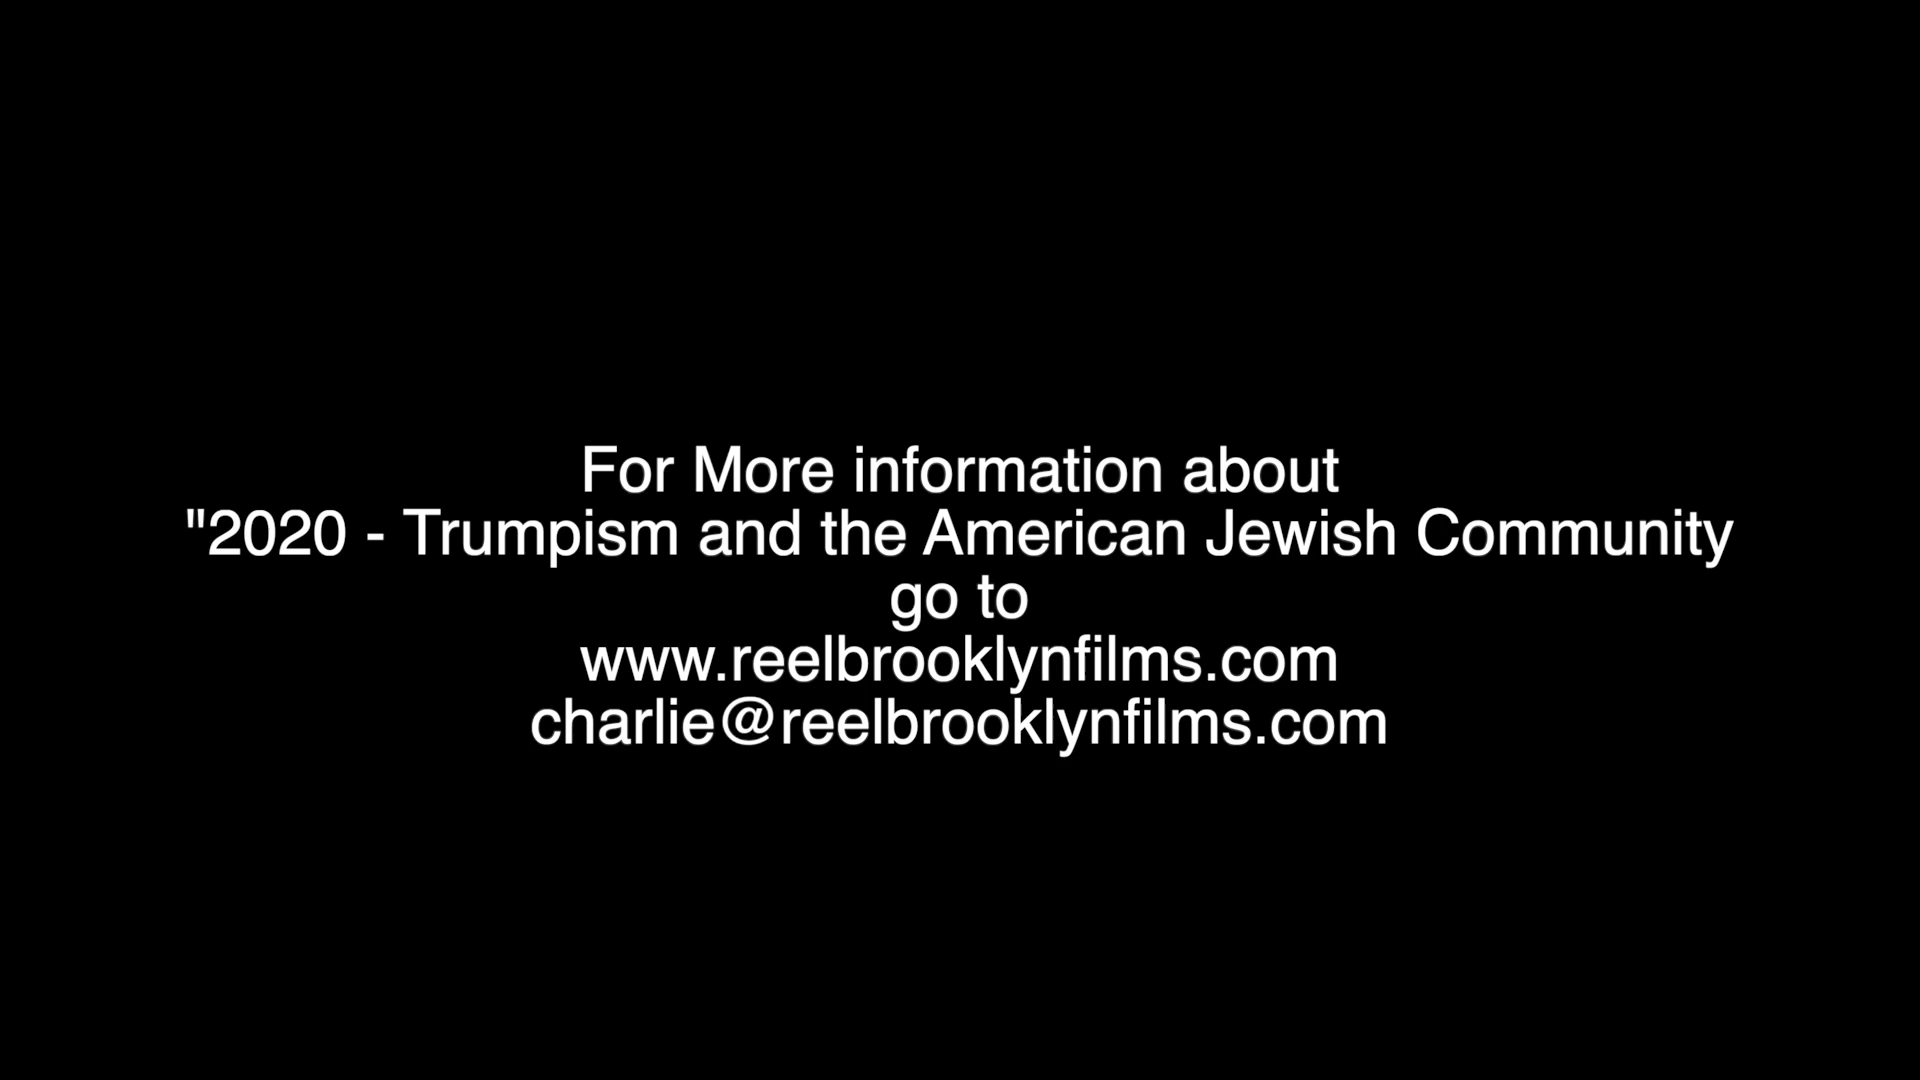 For More information about
"2020 - Trumpism and the American Jewish Community
go to
www.reelbrooklynfilms.com
charlie@reelbrooklynfilms.com